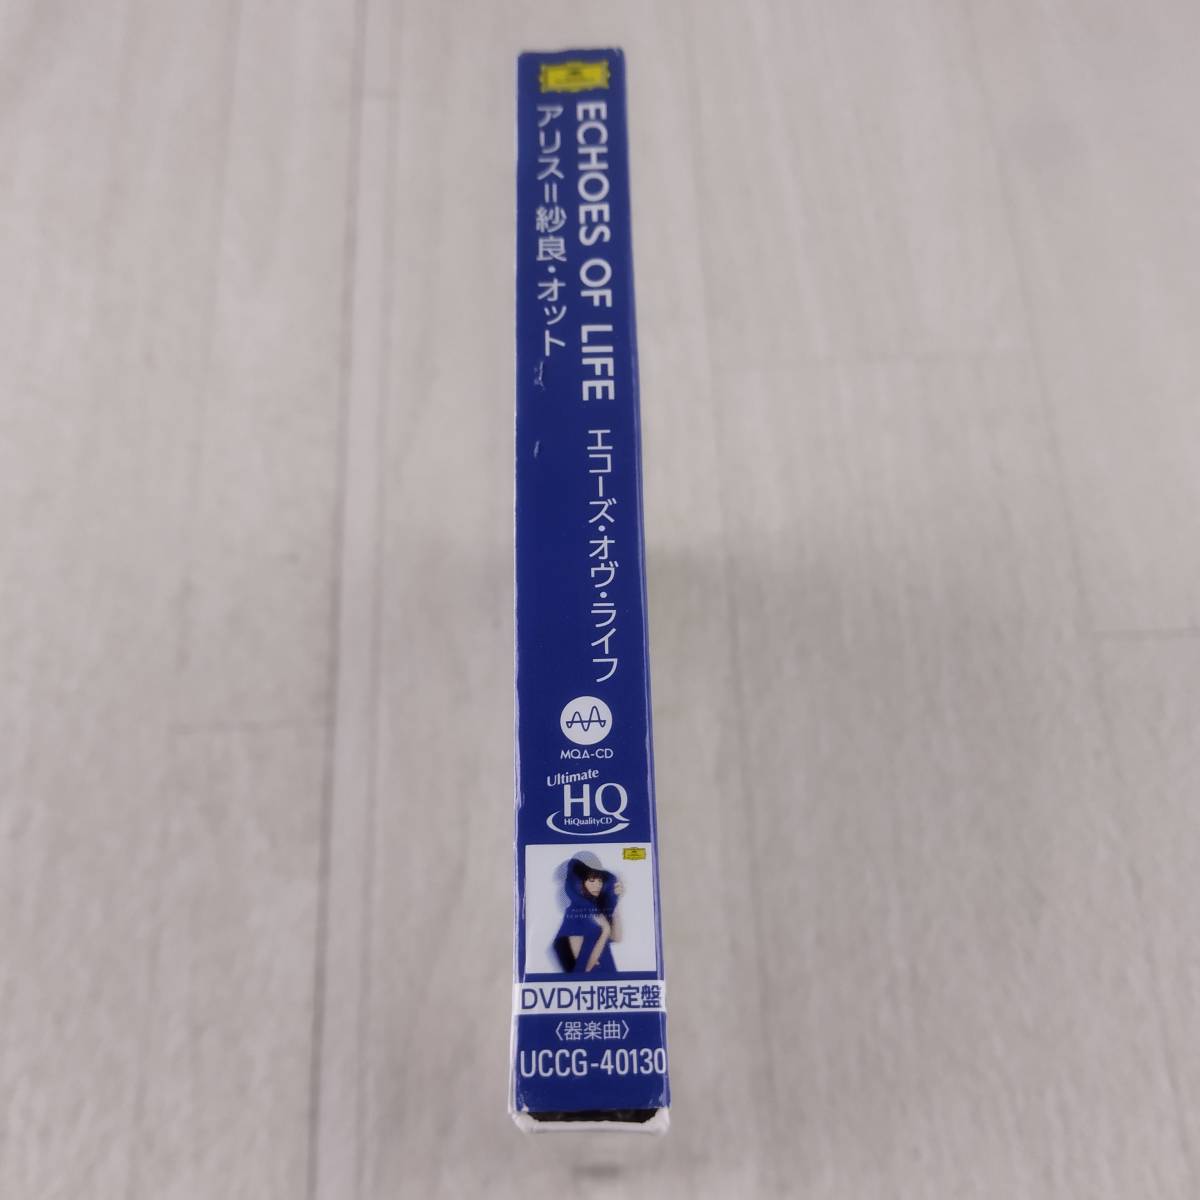 ECHOES OF LIFE エコーズ・オヴ・ライフ
アリス＝紗良・オット
MQA-CD
Ultimate
HQ
HiQualityCD
DVD付限定盤
〈器楽曲〉
UCCG-40130